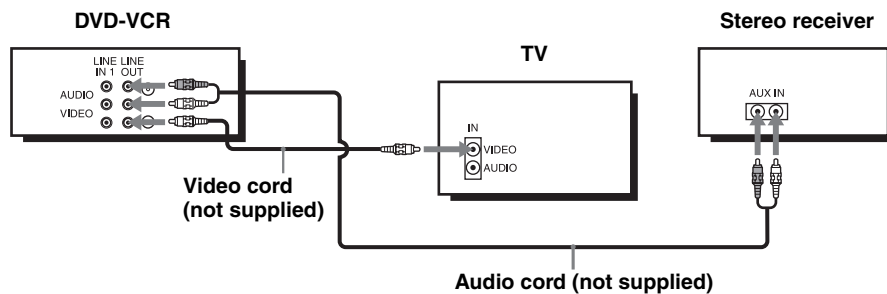 DVD-VCR
Stereo receiver
TV
LINE LINE
IN 1 OUT
AUDIO
VIDEO
AUX IN
IN
VIDEO
AUDIO
Video cord
(not supplied)
Audio cord (not supplied)